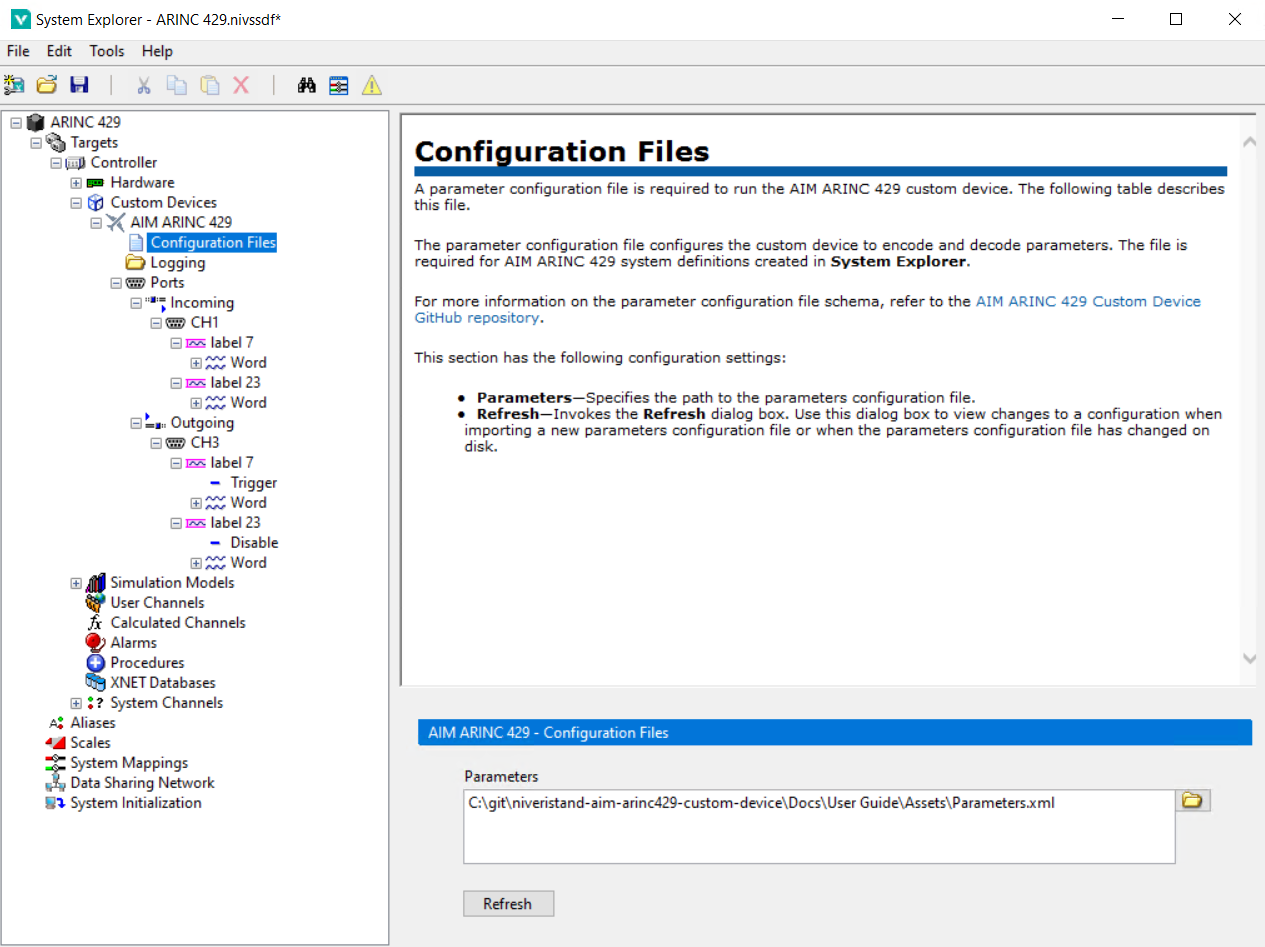 System Explorer - ARINC 429.nivssdf*
File Edit Tools Help
ARINC 429
Targets
Controller
Hardware
Custom Devices
AIM ARINC 429
Configuration Files
Logging
Ports
Incoming
CH1
label 7
Word
label 23
Word
Outgoing
CH3
label 7
Trigger
Word
label 23
Disable
Word
Simulation Models
User Channels
Calculated Channels
Alarms
Procedures
XNET Databases
System Channels
Aliases
Scales
System Mappings
Data Sharing Network
System Initialization
Configuration Files
A parameter configuration file is required to run the AIM ARINC 429 custom device. The following table describes
this file.
The parameter configuration file configures the custom device to encode and decode parameters. The file is
required for AIM ARINC 429 system definitions created in System Explorer.
For more information on the parameter configuration file schema, refer to the AIM ARINC 429 Custom Device
GitHub repository.
This section has the following configuration settings:
• Parameters—Specifies the path to the parameters configuration file.
• Refresh—Invokes the Refresh dialog box. Use this dialog box to view changes to a configuration when
importing a new parameters configuration file or when the parameters configuration file has changed on
disk.
AIM ARINC 429 - Configuration Files
Parameters
C:\git\niveristand-aim-arinc429-custom-device\Docs\User Guide\Assets\Parameters.xml
Refresh